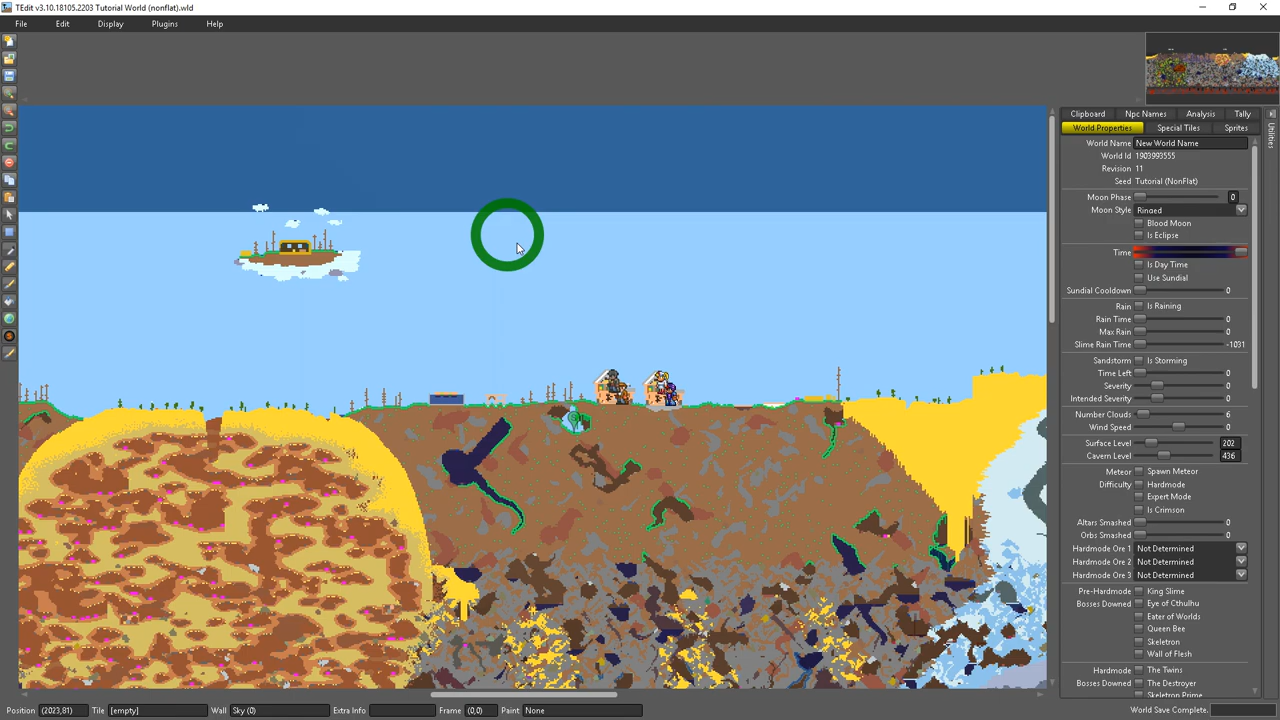 TEdit v3.10.18105.2203 Tutorial World (nonflat).wld
File Edit Display Plugins Help
Clipboard Npc Names Analysis Tally
World Properties Special Tiles Sprites
Utilities
World Name New World Name
World Id 1903993555
Revision 11
Seed Tutorial (NonFlat)
Moon Phase 0
Moon Style Ringed
Blood Moon
Is Eclipse
Time
Is Day Time
Use Sundial
Sundial Cooldown 0
Rain Is Raining
Rain Time 0
Max Rain 0
Slime Rain Time -1031
Sandstorm Is Storming
Time Left 0
Severity 0
Intended Severity 0
Number Clouds 6
Wind Speed 0
Surface Level 202
Cavern Level 436
Meteor Spawn Meteor
Difficulty Hardmode
Expert Mode
Is Crimson
Altars Smashed 0
Orbs Smashed 0
Hardmode Ore 1 Not Determined
Hardmode Ore 2 Not Determined
Hardmode Ore 3 Not Determined
Pre-Hardmode King Slime
Bosses Downed Eye of Cthulhu
Eater of Worlds
Queen Bee
Skeletron
Wall of Flesh
Hardmode The Twins
Bosses Downed The Destroyer
Skeletron Prime
Position (2023,81) Tile [empty] Wall Sky (0) Extra Info Frame (0,0) Paint None World Save Complete.